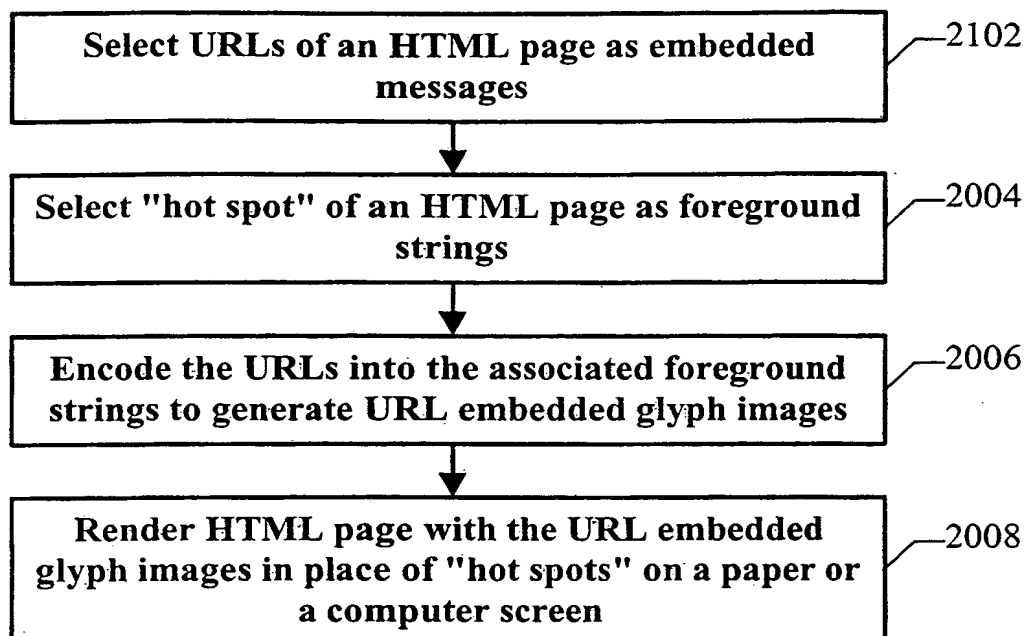 Select URLs of an HTML page as embedded
messages
2102
Select "hot spot" of an HTML page as foreground
strings
2004
Encode the URLs into the associated foreground
strings to generate URL embedded glyph images
2006
Render HTML page with the URL embedded
glyph images in place of "hot spots" on a paper or
a computer screen
2008